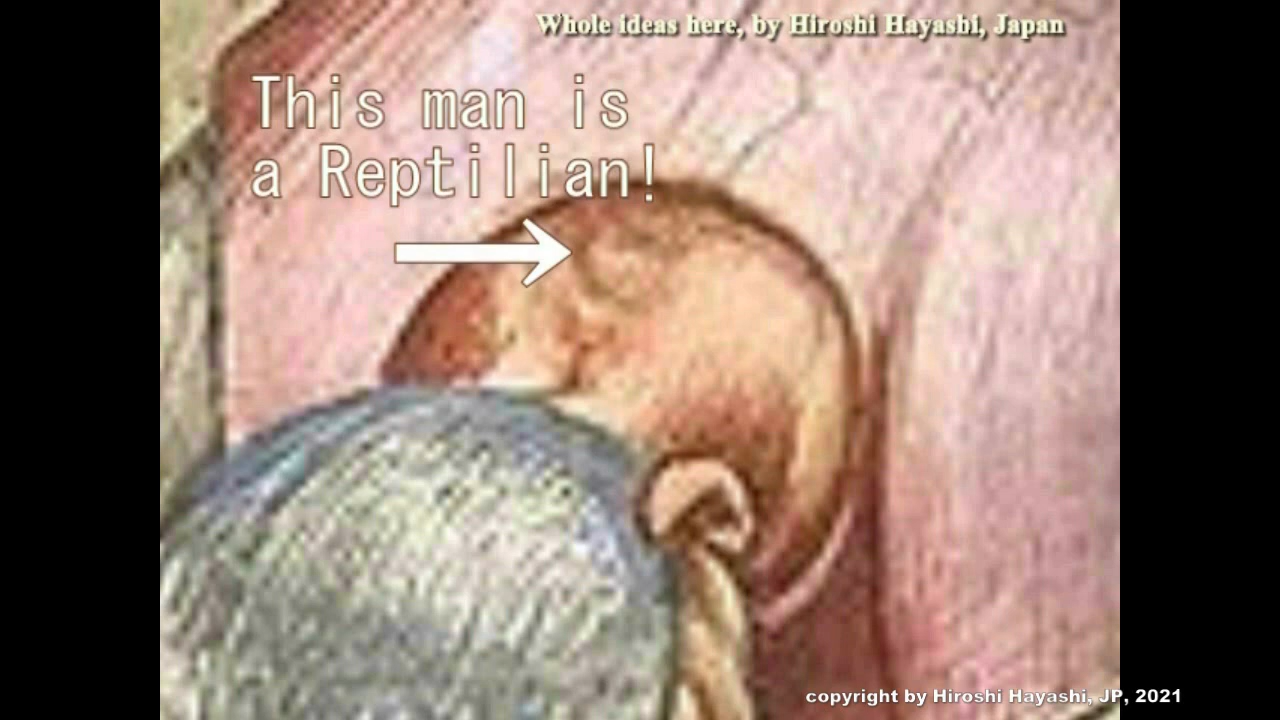 Whole ideas here, by Hiroshi Hayashi, Japan
This man is
a Reptilian!
copyright by Hiroshi Hayashi, JP, 2021